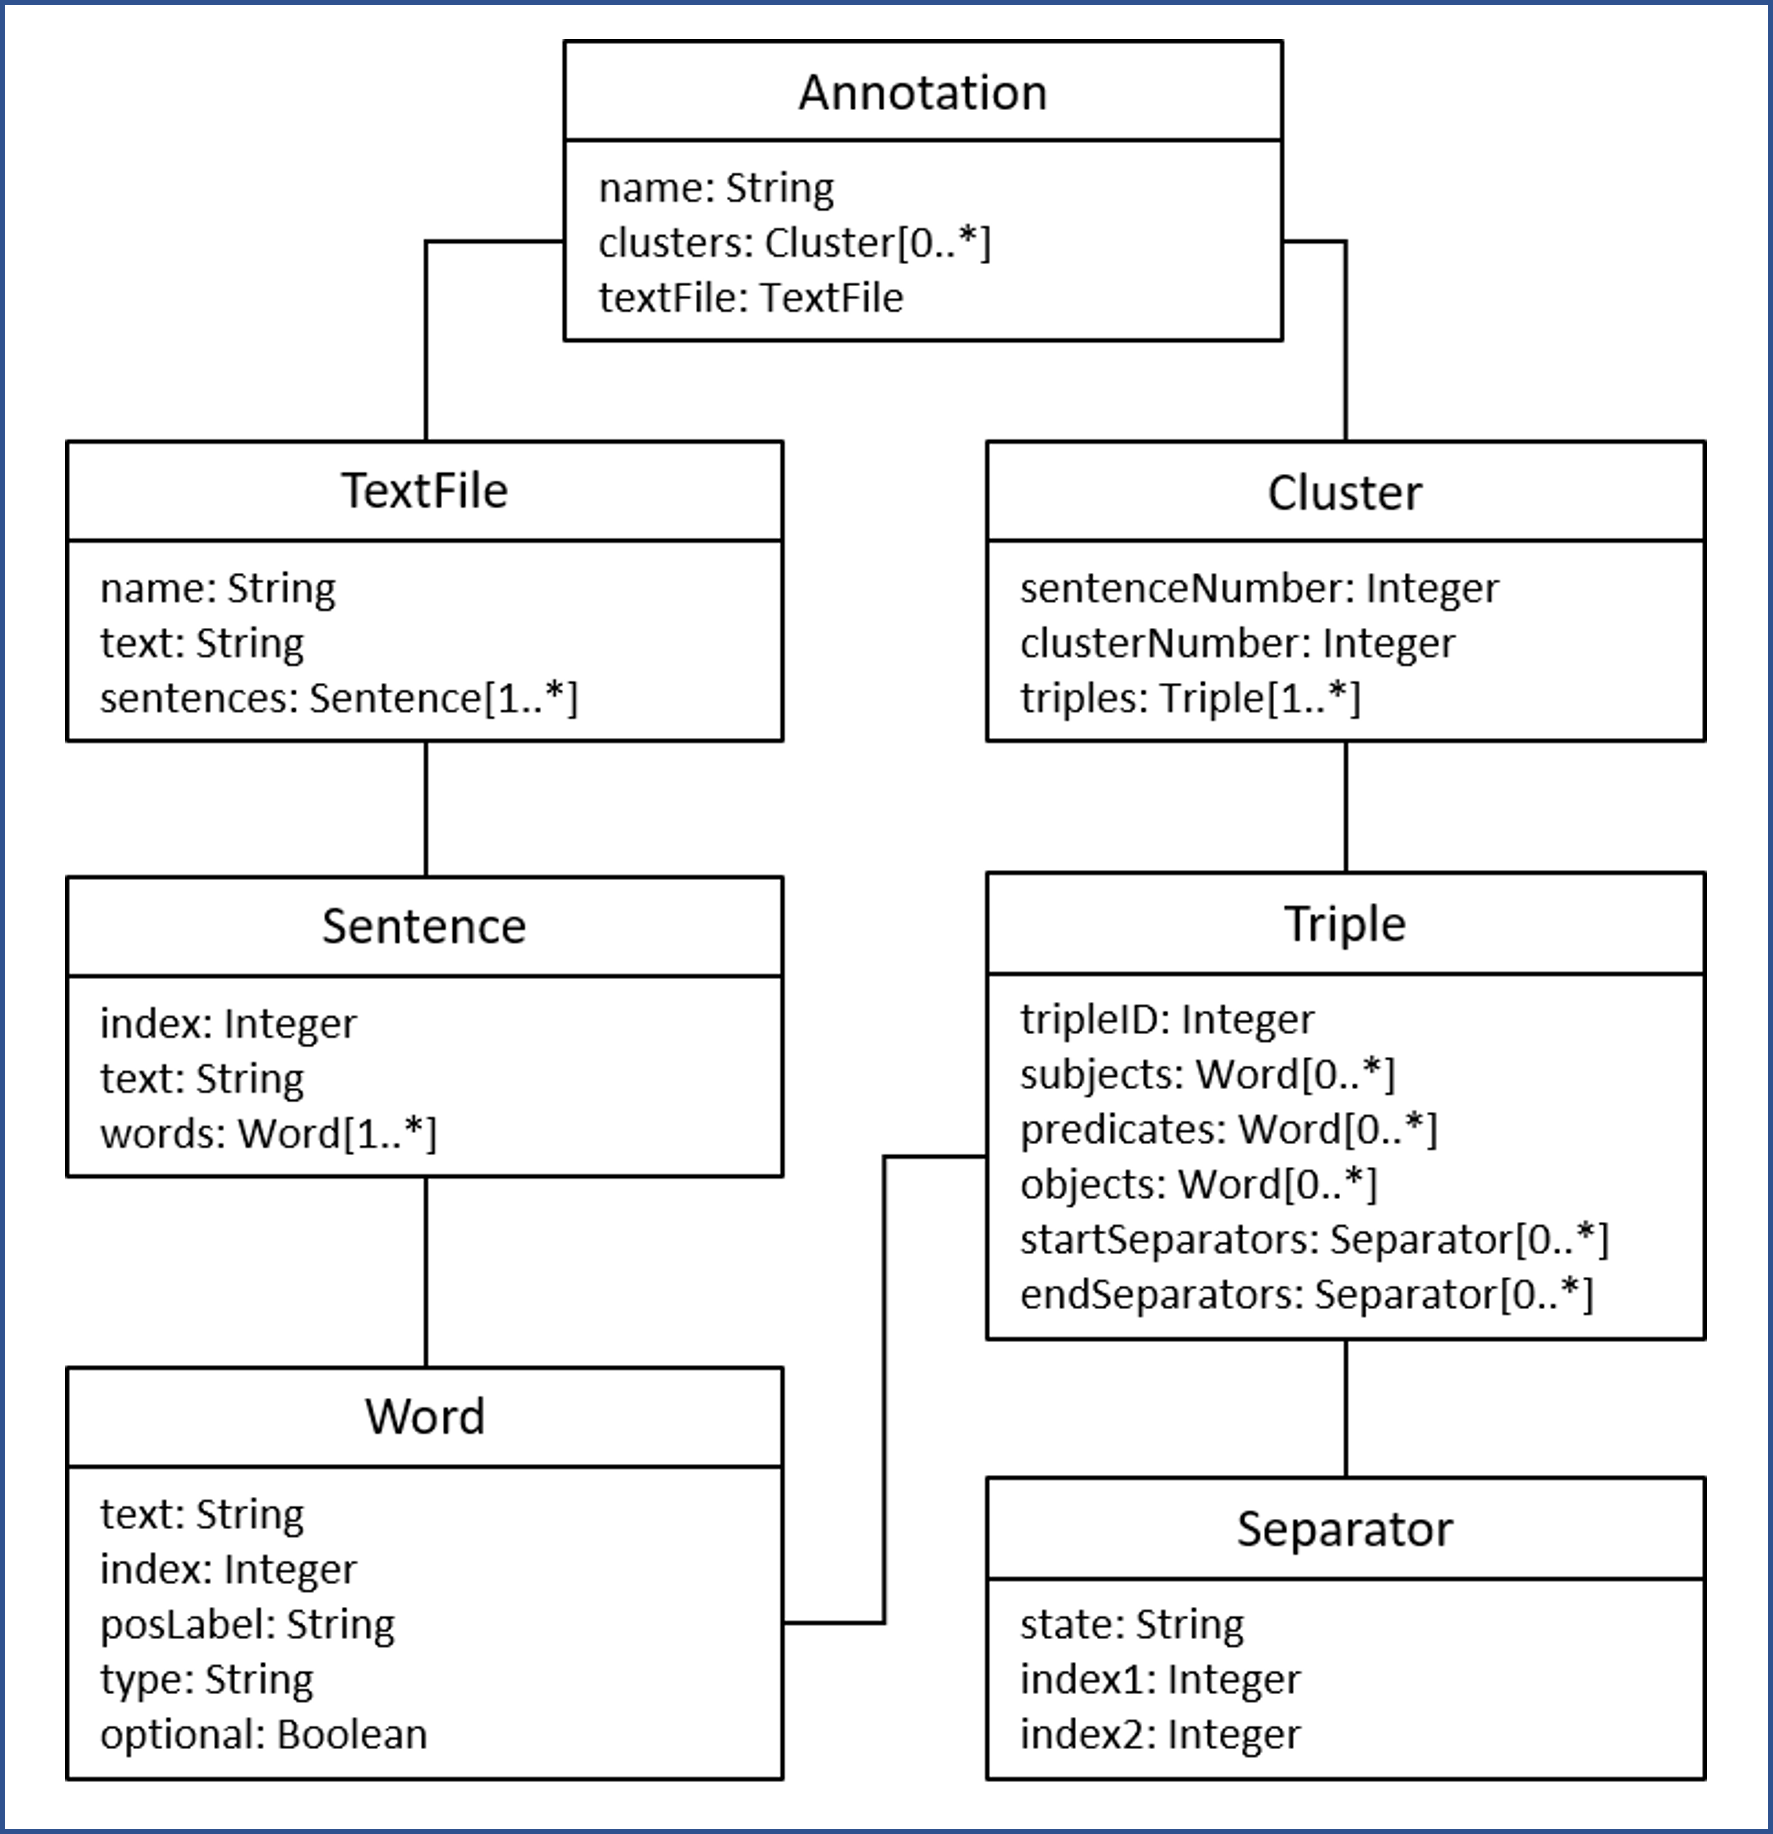 Annotation
name: String
clusters: Cluster[0..*]
textFile: TextFile
TextFile
name: String
text: String
sentences: Sentence[1..*]
Cluster
sentenceNumber: Integer
clusterNumber: Integer
triples: Triple[1..*]
Sentence
index: Integer
text: String
words: Word[1..*]
Triple
tripleID: Integer
subjects: Word[0..*]
predicates: Word[0..*]
objects: Word[0..*]
startSeparators: Separator[0..*]
endSeparators: Separator[0..*]
Word
text: String
index: Integer
posLabel: String
type: String
optional: Boolean
Separator
state: String
index1: Integer
index2: Integer